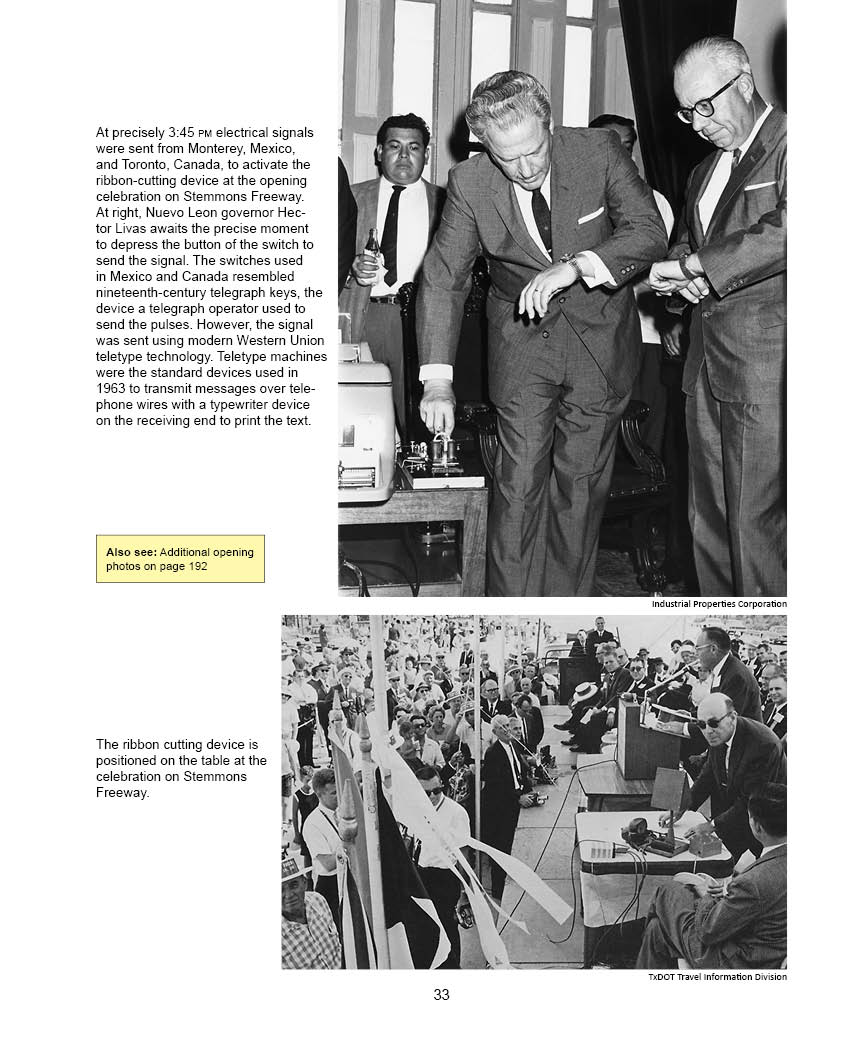 At precisely 3:45 PM electrical signals
were sent from Monterey, Mexico,
and Toronto, Canada, to activate the
ribbon-cutting device at the opening
celebration on Stemmons Freeway.
At right, Nuevo Leon governor Hec-
tor Livas awaits the precise moment
to depress the button of the switch to
send the signal. The switches used
in Mexico and Canada resembled
nineteenth-century telegraph keys, the
device a telegraph operator used to
send the pulses. However, the signal
was sent using modern Western Union
teletype technology. Teletype machines
were the standard devices used in
1963 to transmit messages over tele-
phone wires with a typewriter device
on the receiving end to print the text.
Also see: Additional opening
photos on page 192
Industrial Properties Corporation
The ribbon cutting device is
positioned on the table at the
celebration on Stemmons
Freeway.
TxDOT Travel Information Division
33